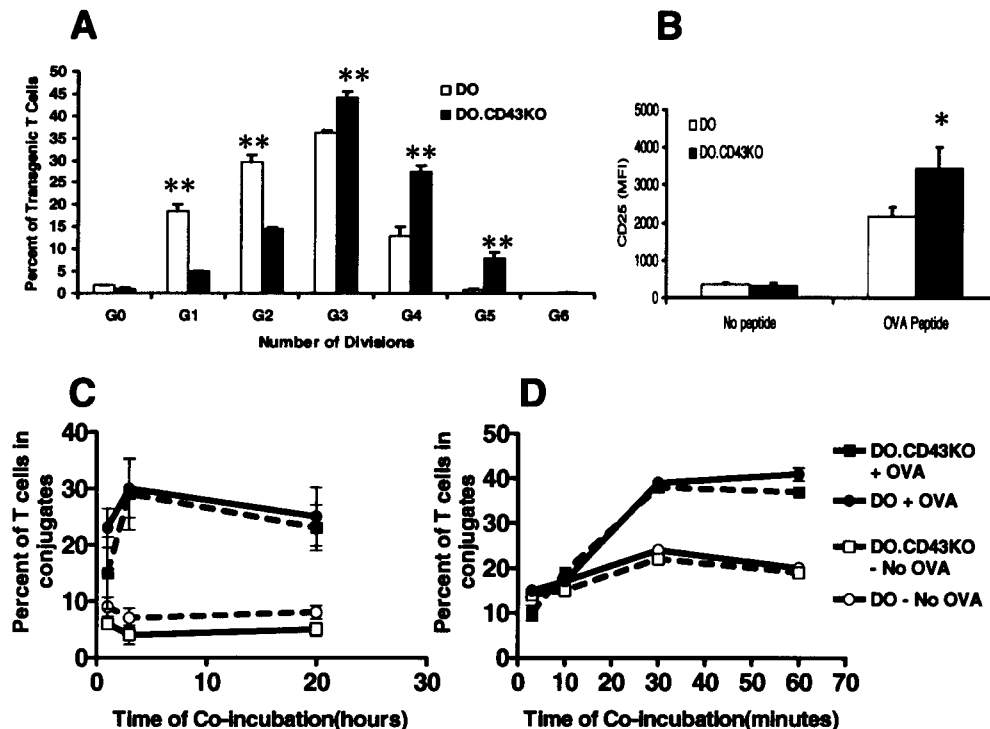 A
Percent of Transgenic T Cells
50
45
40
35
30
25
20
15
10
5
0
**
**
**
**
**
DO
DO.CD43KO
G0 G1 G2 G3 G4 G5 G6
Number of Divisions
B
CD25 (MFI)
5000
4000
3000
2000
1000
0
DO
DO.CD43KO
*
No peptide OVA Peptide
C
Percent of T cells in
conjugates
40
30
20
10
0
0 10 20 30
Time of Co-incubation(hours)
D
Percent of T cells in
conjugates
50
40
30
20
10
0
0 10 20 30 40 50 60 70
Time of Co-incubation(minutes)
DO.CD43KO
+ OVA
DO + OVA
DO.CD43KO
- No OVA
DO - No OVA